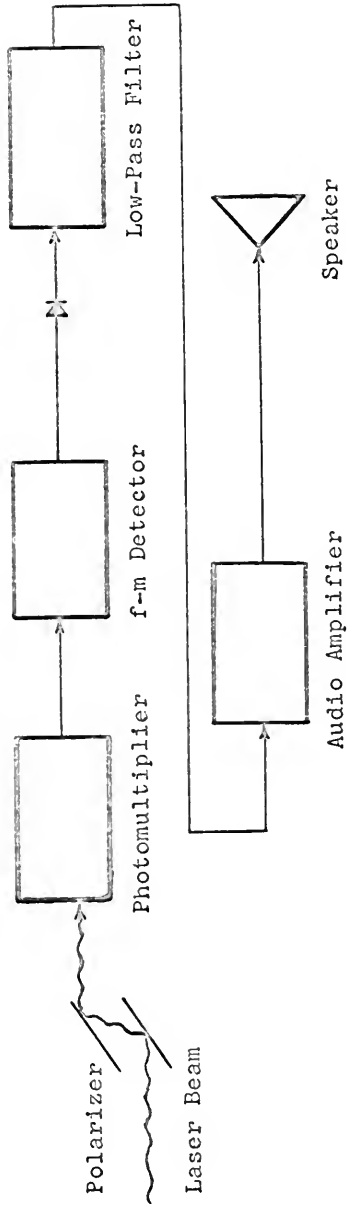 Polarizer
Laser Beam
Photomultiplier
f-m Detector
Low-Pass Filter
Audio Amplifier
Speaker